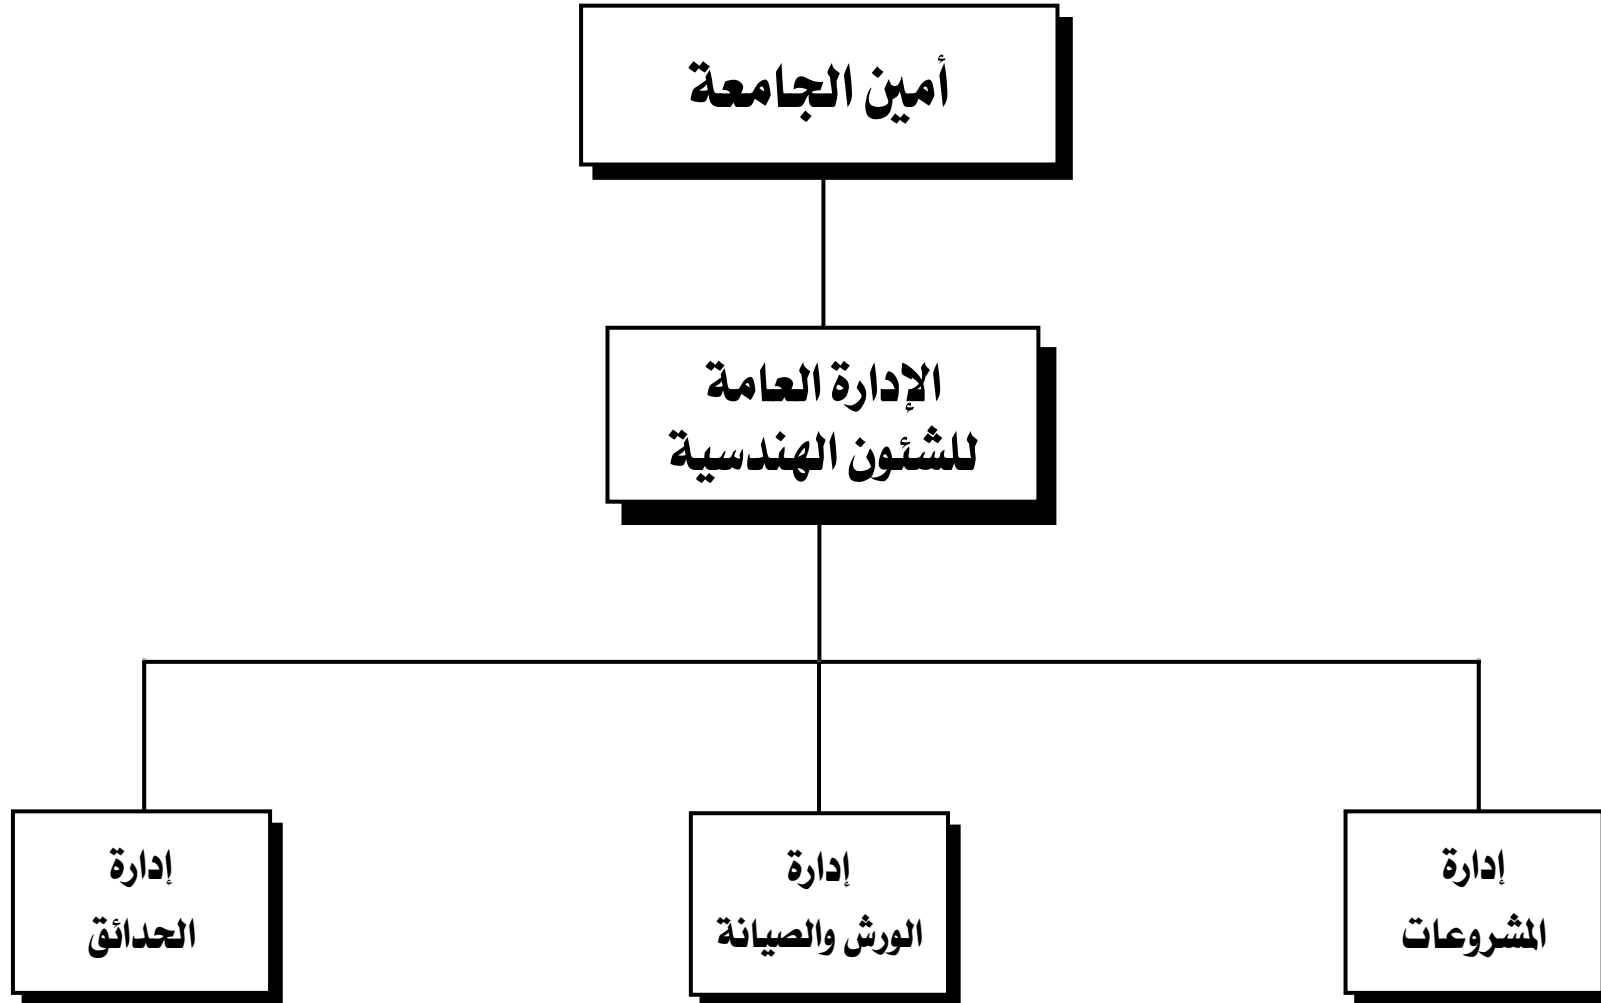 أمين الجامعة
الإدارة العامة
للشئون الهندسية
إدارة
المشروعات
إدارة
الورش والصيانة
إدارة
الحدائق